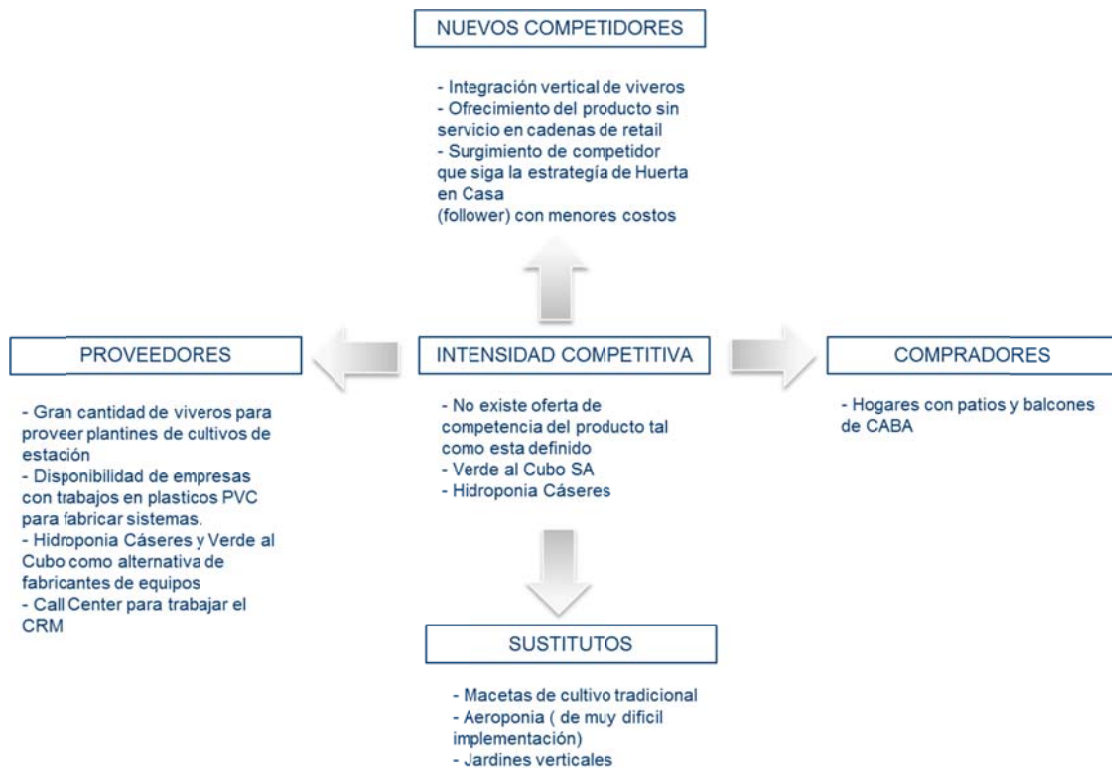 NUEVOS COMPETIDORES
- Integración vertical de viveros
- Ofrecimiento del producto sin
servicio en cadenas de retail
- Surgimiento de competidor
que siga la estrategía de Huerta
en Casa
(follower) con menores costos
PROVEEDORES
- Gran cantidad de viveros para
proveer plantines de cultivos de
estación
- Disponibilidad de empresas
con trabajos en plasticos PVC
para fabricar sistemas.
- Hidroponia Cáseres y Verde al
Cubo como alternativa de
fabricantes de equipos
- Call Center para trabajar el
CRM
INTENSIDAD COMPETITIVA
- No existe oferta de
competencia del producto tal
como esta definido
- Verde al Cubo SA
- Hidroponia Cáseres
COMPRADORES
- Hogares con patios y balcones
de CABA
SUSTITUTOS
- Macetas de cultivo tradicional
- Aeroponia ( de muy dificil
implementación)
- Jardines verticales